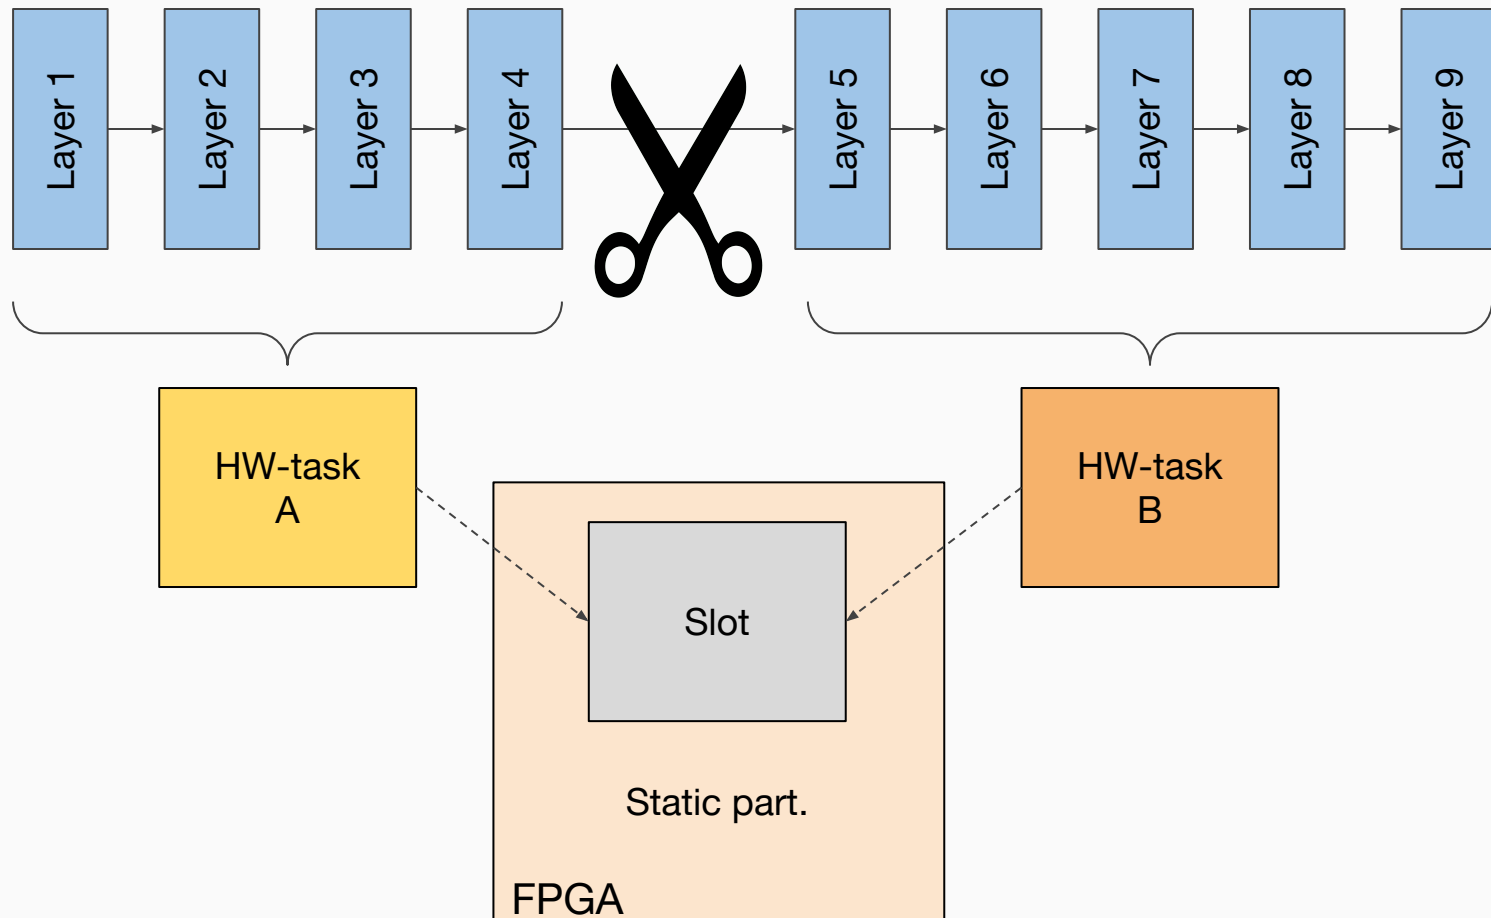 Layer 1
Layer 2
Layer 3
Layer 4
Layer 5
Layer 6
Layer 7
Layer 8
Layer 9
HW-task
A
HW-task
B
Slot
Static part.
FPGA